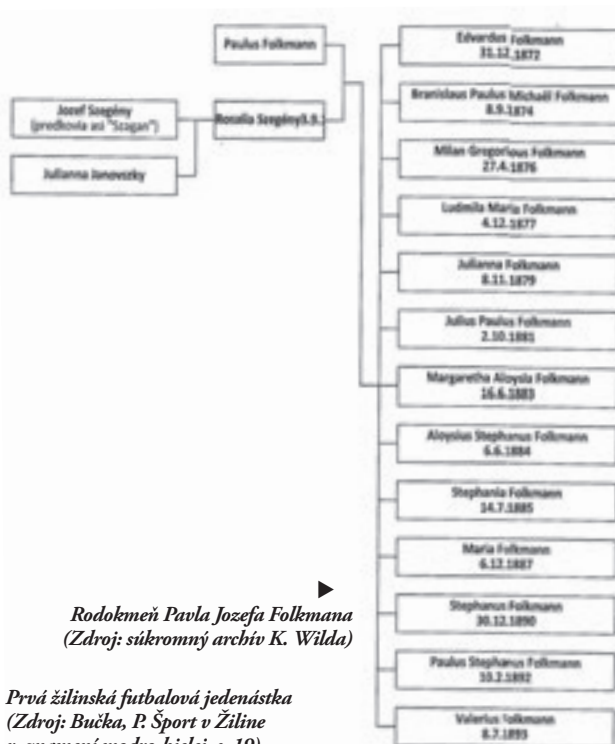 Paulus Folkmann
Jozef Szegény
(predkovia asi "Szagan")
Rosalia Szegény
Julianna Janovszky
Edvardus Folkmann
31.12.1872
Branislaus Paulus Michaël Folkmann
8.9.1874
Milan Gregorious Folkmann
27.4.1876
Ludmila Maria Folkmann
4.12.1877
Julianna Folkmann
8.11.1879
Julius Paulus Folkmann
2.10.1881
Margaretha Aloysia Folkmann
16.6.1883
Aloysius Stephanus Folkmann
6.6.1884
Stephania Folkmann
14.7.1885
Maria Folkmann
6.12.1887
Stephanus Folkmann
30.12.1890
Paulus Stephanus Folkmann
10.2.1892
Valerius Folkmann
8.7.1893
Rodokmeň Pavla Jozefa Folkmana
(Zdroj: súkromný archív K. Wilda)
Prvá žilinská futbalová jedenástka
(Zdroj: Bučka, P. Šport v Žiline